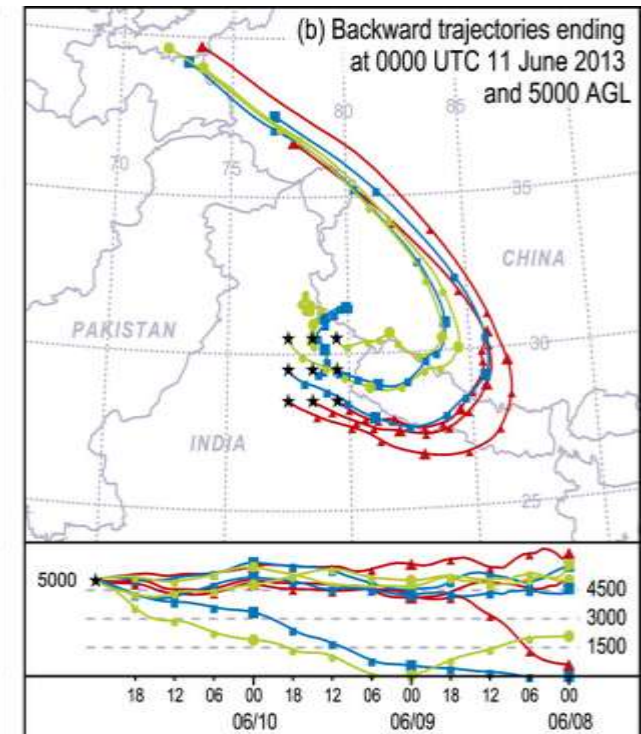 (b) Backward trajectories ending
at 0000 UTC 11 June 2013
and 5000 AGL
70
75
80
85
35
CHINA
PAKISTAN
30
INDIA
25
5000
4500
3000
1500
18 12 06 00 18 12 06 00 18 12 06 00
06/10 06/09 06/08